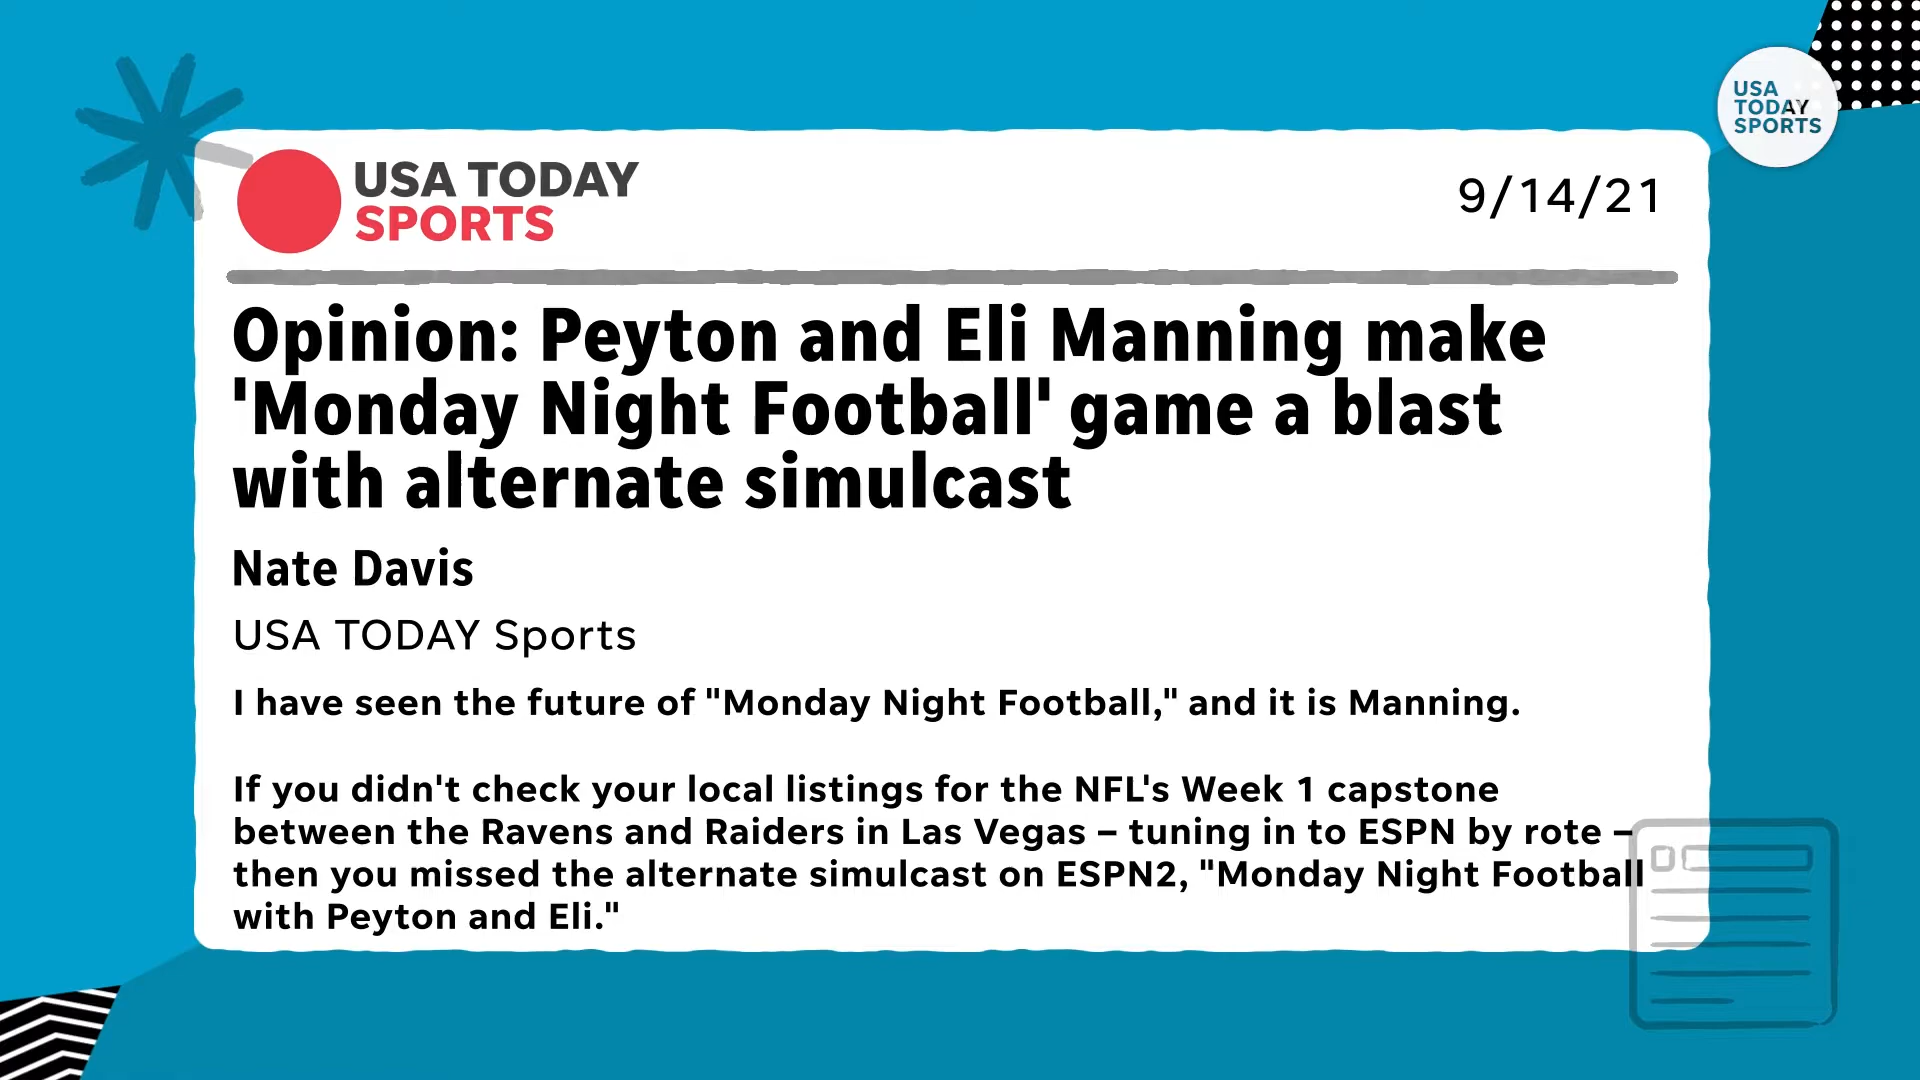 USA
TODAY
SPORTS
USA TODAY
SPORTS
9/14/21
Opinion: Peyton and Eli Manning make
'Monday Night Football' game a blast
with alternate simulcast
Nate Davis
USA TODAY Sports
I have seen the future of "Monday Night Football," and it is Manning.
If you didn't check your local listings for the NFL's Week 1 capstone
between the Ravens and Raiders in Las Vegas – tuning in to ESPN by rote –
then you missed the alternate simulcast on ESPN2, "Monday Night Football
with Peyton and Eli."